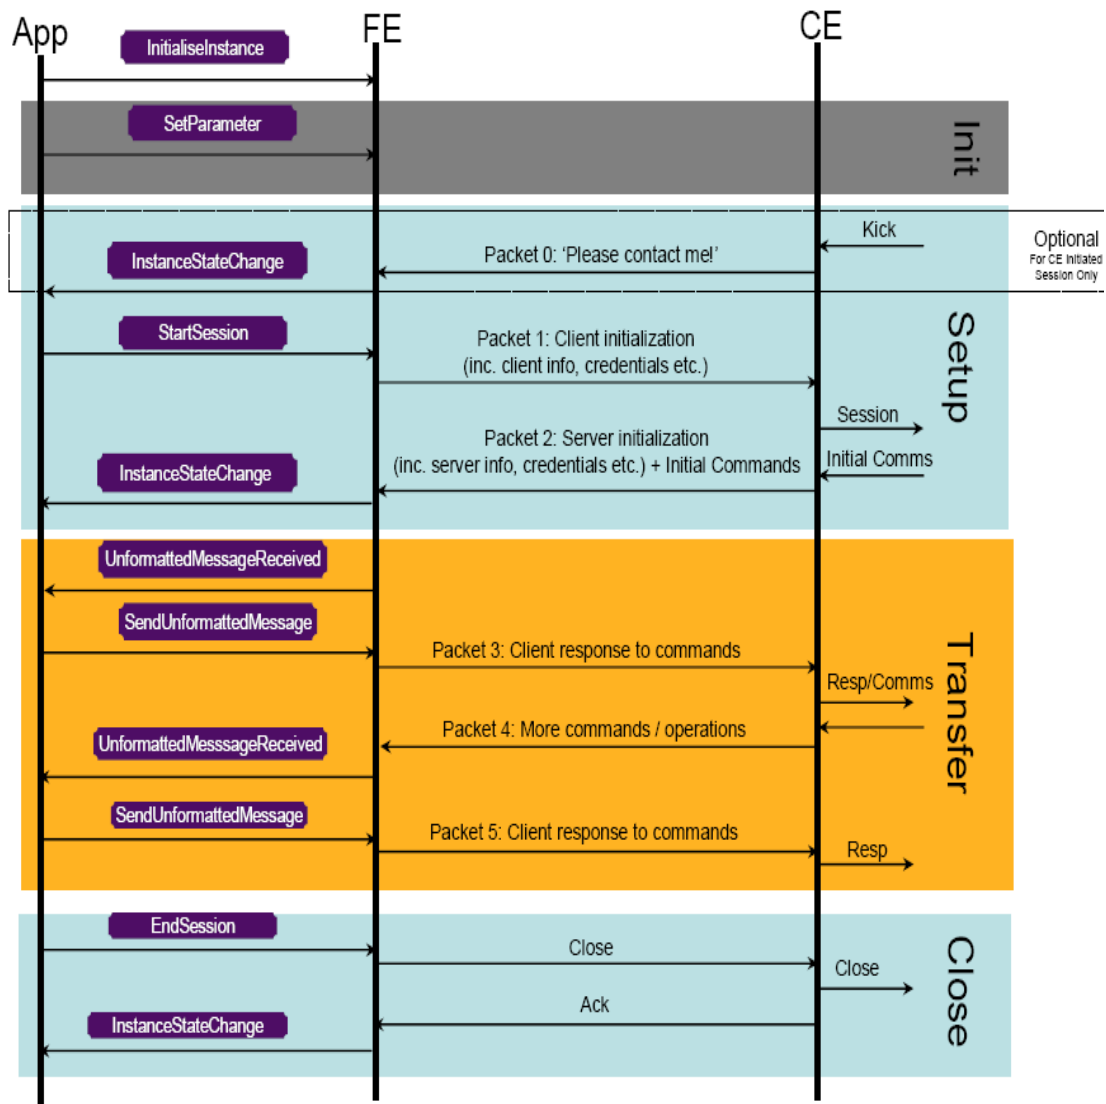 App
FE
CE
InitialiseInstance
SetParameter
Init
Kick
Optional
For CE Initiated
Session Only
Packet 0: ‘Please contact me!’
InstanceStateChange
StartSession
Packet 1: Client initialization
(inc. client info, credentials etc.)
Setup
Session
Packet 2: Server initialization
(inc. server info, credentials etc.) + Initial Commands
Initial Comms
InstanceStateChange
UnformattedMessageReceived
SendUnformattedMessage
Packet 3: Client response to commands
Transfer
Resp/Comms
Packet 4: More commands / operations
UnformattedMesssageReceived
SendUnformattedMessage
Packet 5: Client response to commands
Resp
EndSession
Close
Close
Close
Ack
InstanceStateChange